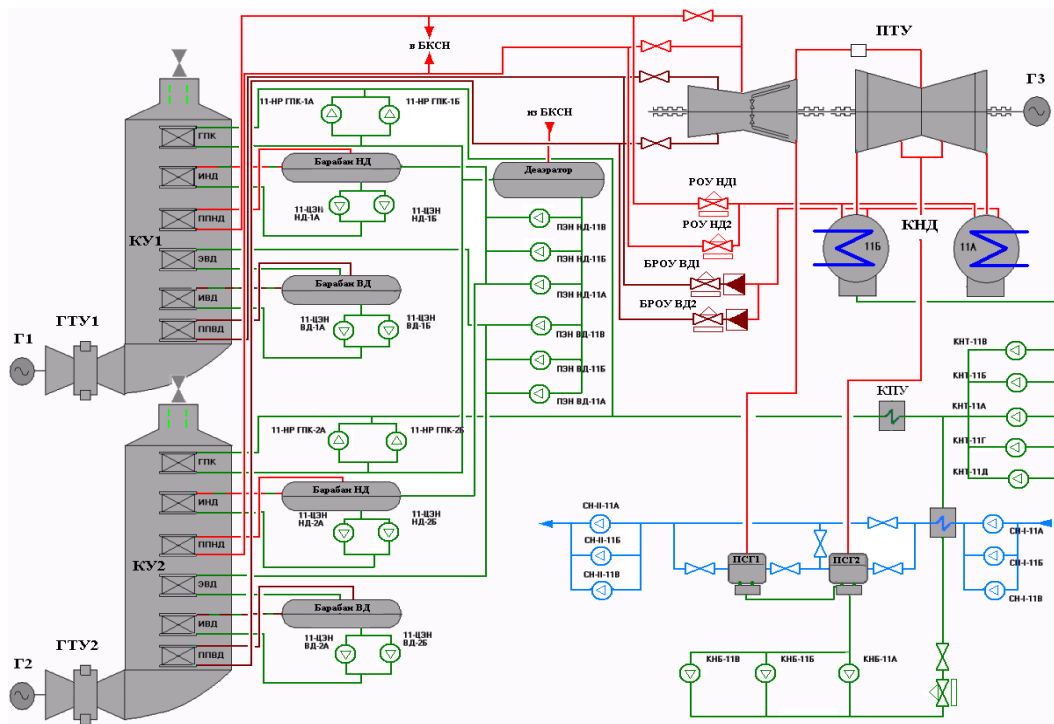 в БКСН
ПТУ
Г3
11-НР ГПК-1А
11-НР ГПК-1Б
из БКСН
ГПК
Барабан НД
Деаэратор
ИНД
РОУ НД1
11-ЦЭН
НД-1А
11-ЦЭН
НД-1Б
ППНД
ПЭН НД-11В
РОУ НД2
КНД
КУ1
11Б
11А
ЭВД
ПЭН НД-11Б
БРОУ ВД1
Барабан ВД
ПЭН НД-11А
ИВД
БРОУ ВД2
ГТУ1
11-ЦЭН
ВД-1А
11-ЦЭН
ВД-1Б
ППВД
ПЭН ВД-11В
Г1
КНТ-11В
ПЭН ВД-11Б
КНТ-11Б
ПЭН ВД-11А
КПУ
КНТ-11А
11-НР ГПК-2А
11-НР ГПК-2Б
КНТ-11Г
ГПК
КНТ-11Д
Барабан НД
ИНД
СН-II-11А
11-ЦЭН
НД-2А
11-ЦЭН
НД-2Б
СН-I-11А
СН-II-11Б
ППНД
ПСГ1
ПСГ2
СН-I-11Б
КУ2
СН-II-11В
ЭВД
СН-I-11В
Барабан ВД
ИВД
11-ЦЭН
ВД-2А
11-ЦЭН
ВД-2Б
ГТУ2
ППВД
КНБ-11В
КНБ-11Б
КНБ-11А
Г2